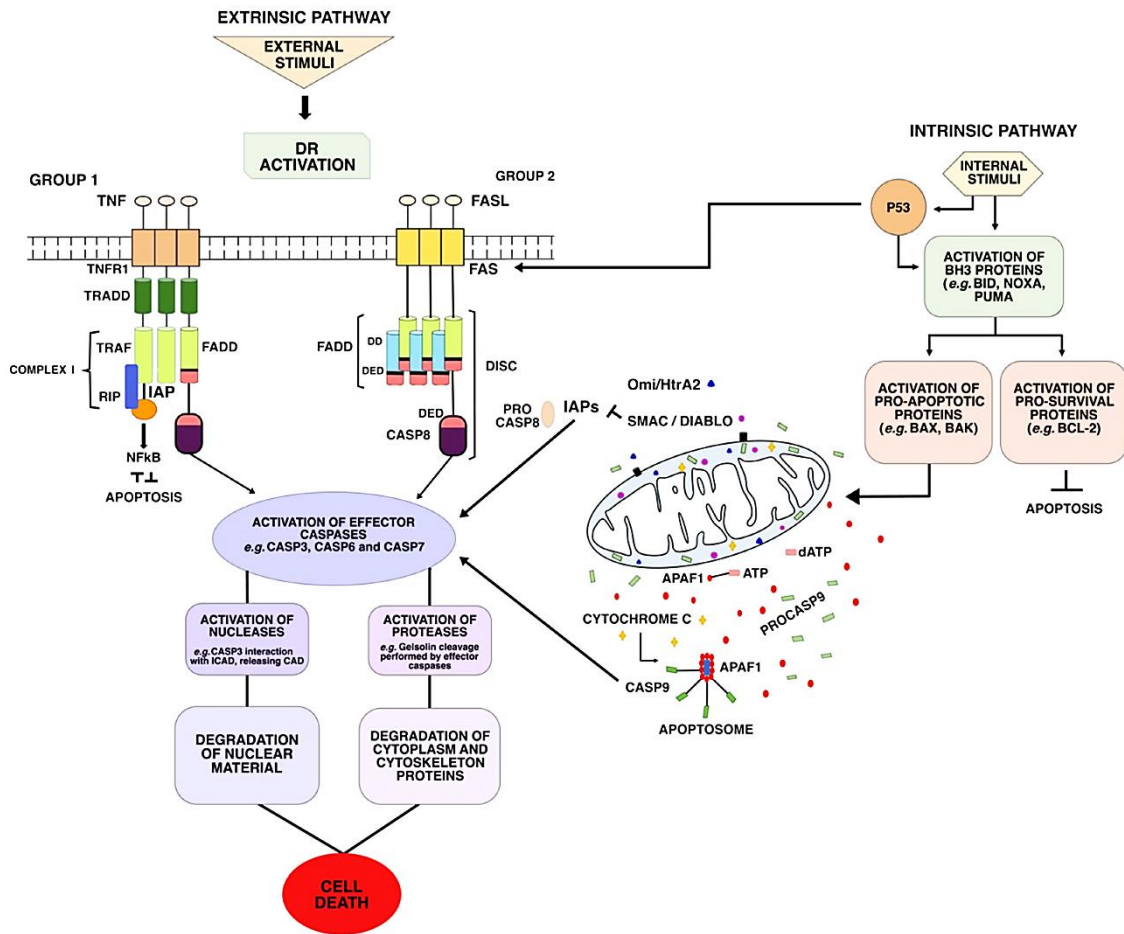 EXTRINSIC PATHWAY
EXTERNAL
STIMULI
DR
ACTIVATION
GROUP 1
TNF
GROUP 2
FASL
TNFR1
FAS
TRADD
TRAF
FADD
COMPLEX I
RIP
IAP
NFkB
APOPTOSIS
FADD
DD
DED
DISC
DED
CASP8
PRO
CASP8
IAPs
Omi/HtrA2
SMAC / DIABLO
INTRINSIC PATHWAY
INTERNAL
STIMULI
P53
ACTIVATION OF
BH3 PROTEINS
(e.g. BID, NOXA,
PUMA
ACTIVATION OF
PRO-APOPTOTIC
PROTEINS
(e.g. BAX, BAK)
ACTIVATION OF
PRO-SURVIVAL
PROTEINS
(e.g. BCL-2)
APOPTOSIS
dATP
ATP
APAF1
CYTOCHROME C
PROCASP9
APAF1
CASP9
APOPTOSOME
ACTIVATION OF EFFECTOR
CASPASES
e.g. CASP3, CASP6 and CASP7
ACTIVATION OF
NUCLEASES
e.g. CASP3 interaction
with ICAD, releasing CAD
ACTIVATION OF
PROTEASES
e.g. Gelsolin cleavage
performed by effector
caspases
DEGRADATION
OF NUCLEAR
MATERIAL
DEGRADATION OF
CYTOPLASM AND
CYTOSKELETON
PROTEINS
CELL
DEATH